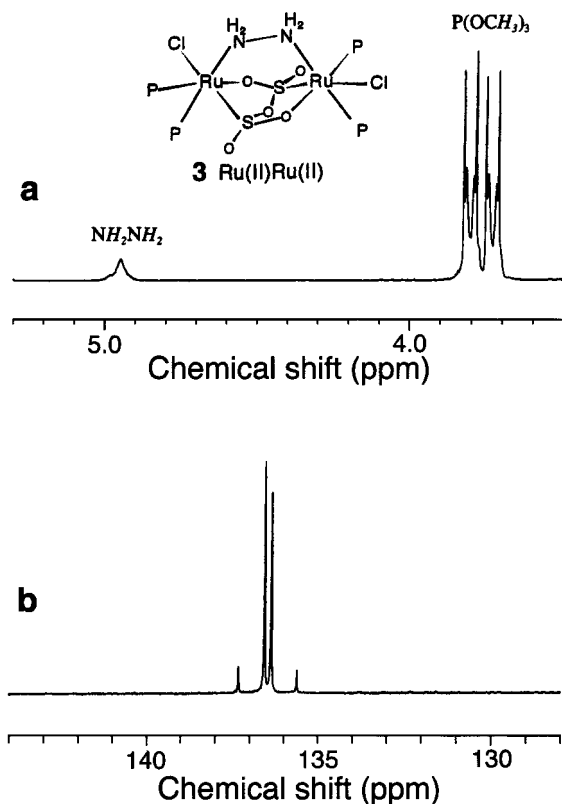 P(OCH₃)₃
H₂ H₂
N N
Cl P
Ru O S O Ru Cl
P
O
P S O P
O
3 Ru(II)Ru(II)
a
NH₂NH₂
5.0 4.0
Chemical shift (ppm)
b
140 135 130
Chemical shift (ppm)